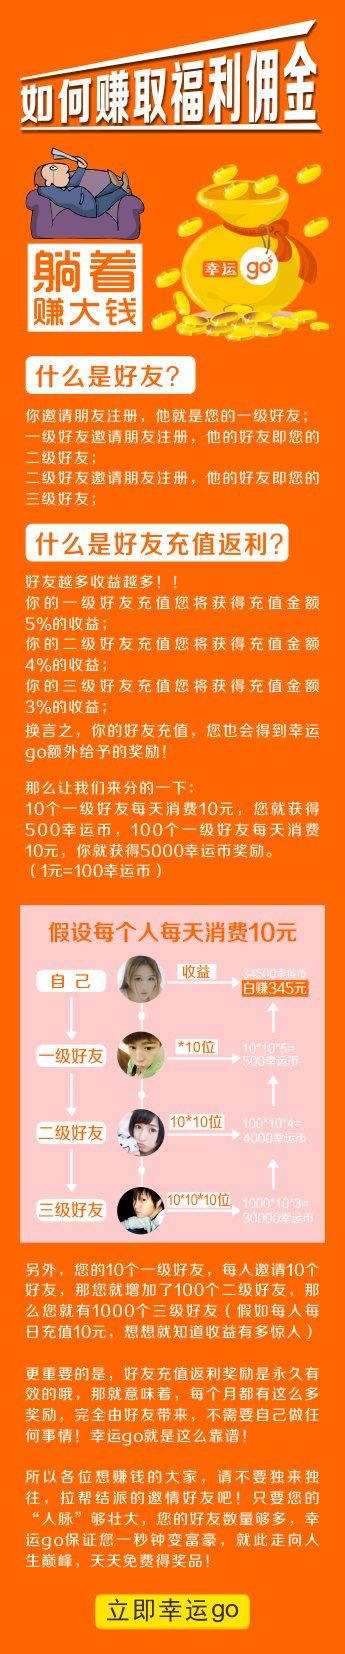 如何赚取福利佣金
幸运go
躺着
赚大钱
什么是好友?
你邀请朋友注册，他就是您的一级好友；
一级好友邀请朋友注册，他的好友即您的
二级好友；
二级好友邀请朋友注册，他的好友即您的
三级好友；
什么是好友充值返利?
好友越多收益越多！！
你的一级好友充值您将获得充值金额
5%的收益；
你的二级好友充值您将获得充值金额
4%的收益；
你的三级好友充值您将获得充值金额
3%的收益；
换言之，你的好友充值，您也会得到幸运
go额外给予的奖励！
那么让我们来分的一下：
10个一级好友每天消费10元，您就获得
500幸运币，100个一级好友每天消费
10元，你就获得5000幸运币奖励。
（1元=100幸运币）
假设每个人每天消费10元
自己
收益
34500幸运币
白赚345元
一级好友
*10位
10*10*5=
500幸运币
二级好友
10*10位
100*10*4=
4000幸运币
三级好友
10*10*10位
1000*10*3=
30000幸运币
另外，您的10个一级好友，每人邀请10个
好友，那您就增加了100个二级好友，那
么您就有1000个三级好友（假如每人每
日充值10元，想想就知道收益有多惊人）
更重要的是，好友充值返利奖励是永久有
效的哦，那就意味着，每个月都有这么多
奖励，完全由好友带来，不需要自己做任
何事情！幸运go就是这么靠谱！
所以各位想赚钱的大家，请不要独来独
往，拉帮结派的邀情好友吧！只要您的
“人脉”够壮大，您的好友数量够多，幸
运go保证您一秒钟变富豪，就此走向人
生巅峰，天天免费得奖品！
立即幸运go